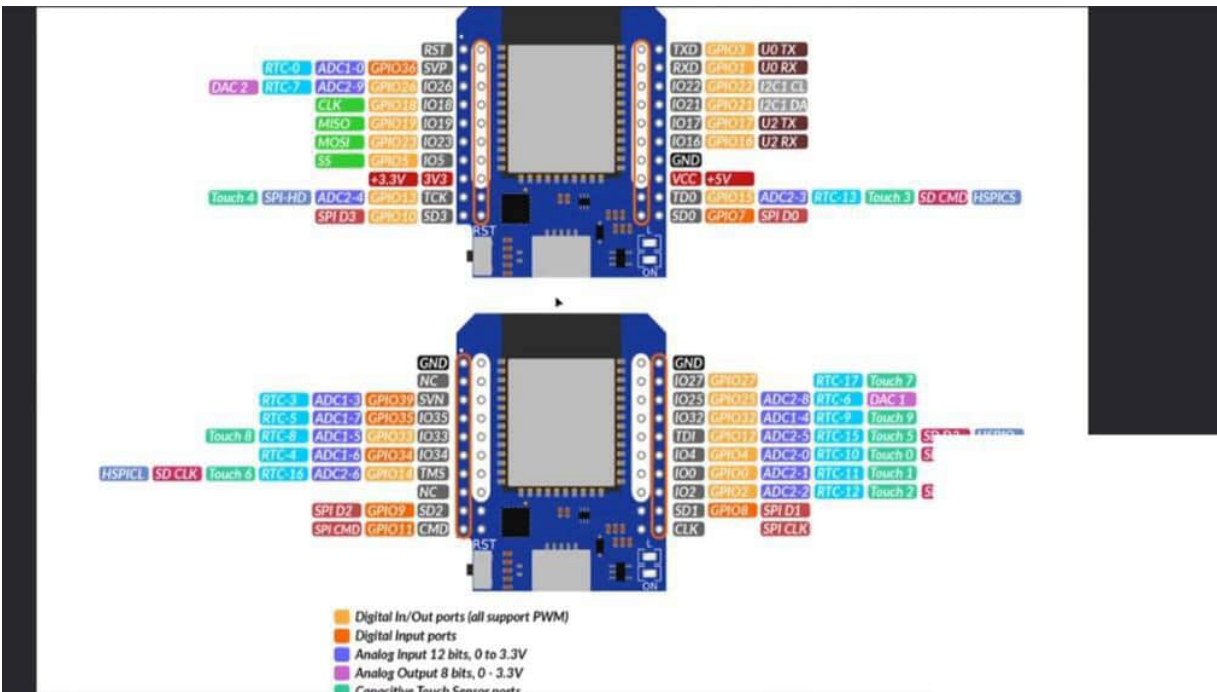 RST TXD GPIO3 U0 TX
RTC-0 ADC1-0 GPIO36 SVP RXD GPIO1 U0 RX
DAC 2 RTC-7 ADC2-9 GPIO26 IO26 IO22 GPIO22 I2C1 CL
CLK GPIO18 IO18 IO21 GPIO21 I2C1 DA
MISO GPIO19 IO19 IO17 GPIO17 U2 TX
MOSI GPIO23 IO23 IO16 GPIO16 U2 RX
SS GPIO5 IO5 GND
+3,3V 3V3 VCC +5V
Touch 4 SPI-HD ADC2-4 GPIO13 TCK TD0 GPIO15 ADC2-3 RTC-13 Touch 3 SD CMD HSPICS
SPI D3 GPIO10 SD3 SD0 GPIO7 SPI D0
RST L
ON
GND GND
NC IO27 GPIO27 RTC-17 Touch 7
RTC-3 ADC1-3 GPIO39 SVN IO25 GPIO25 ADC2-8 RTC-6 DAC 1
RTC-5 ADC1-7 GPIO35 IO35 IO32 GPIO32 ADC1-4 RTC-9 Touch 9
Touch 8 RTC-8 ADC1-5 GPIO33 IO33 TDI GPIO12 ADC2-5 RTC-15 Touch 5
RTC-4 ADC1-6 GPIO34 IO34 IO4 GPIO4 ADC2-0 RTC-10 Touch 0
HSPICL SD CLK Touch 6 RTC-16 ADC2-6 GPIO14 TMS IO0 GPIO0 ADC2-1 RTC-11 Touch 1
NC IO2 GPIO2 ADC2-2 RTC-12 Touch 2
SPI D2 GPIO9 SD2 SD1 GPIO8 SPI D1
SPI CMD GPIO11 CMD CLK SPI CLK
RST L
ON
Digital In/Out ports (all support PWM)
Digital Input ports
Analog Input 12 bits, 0 to 3.3V
Analog Output 8 bits, 0 - 3.3V
Capacitive Touch Sensor ports